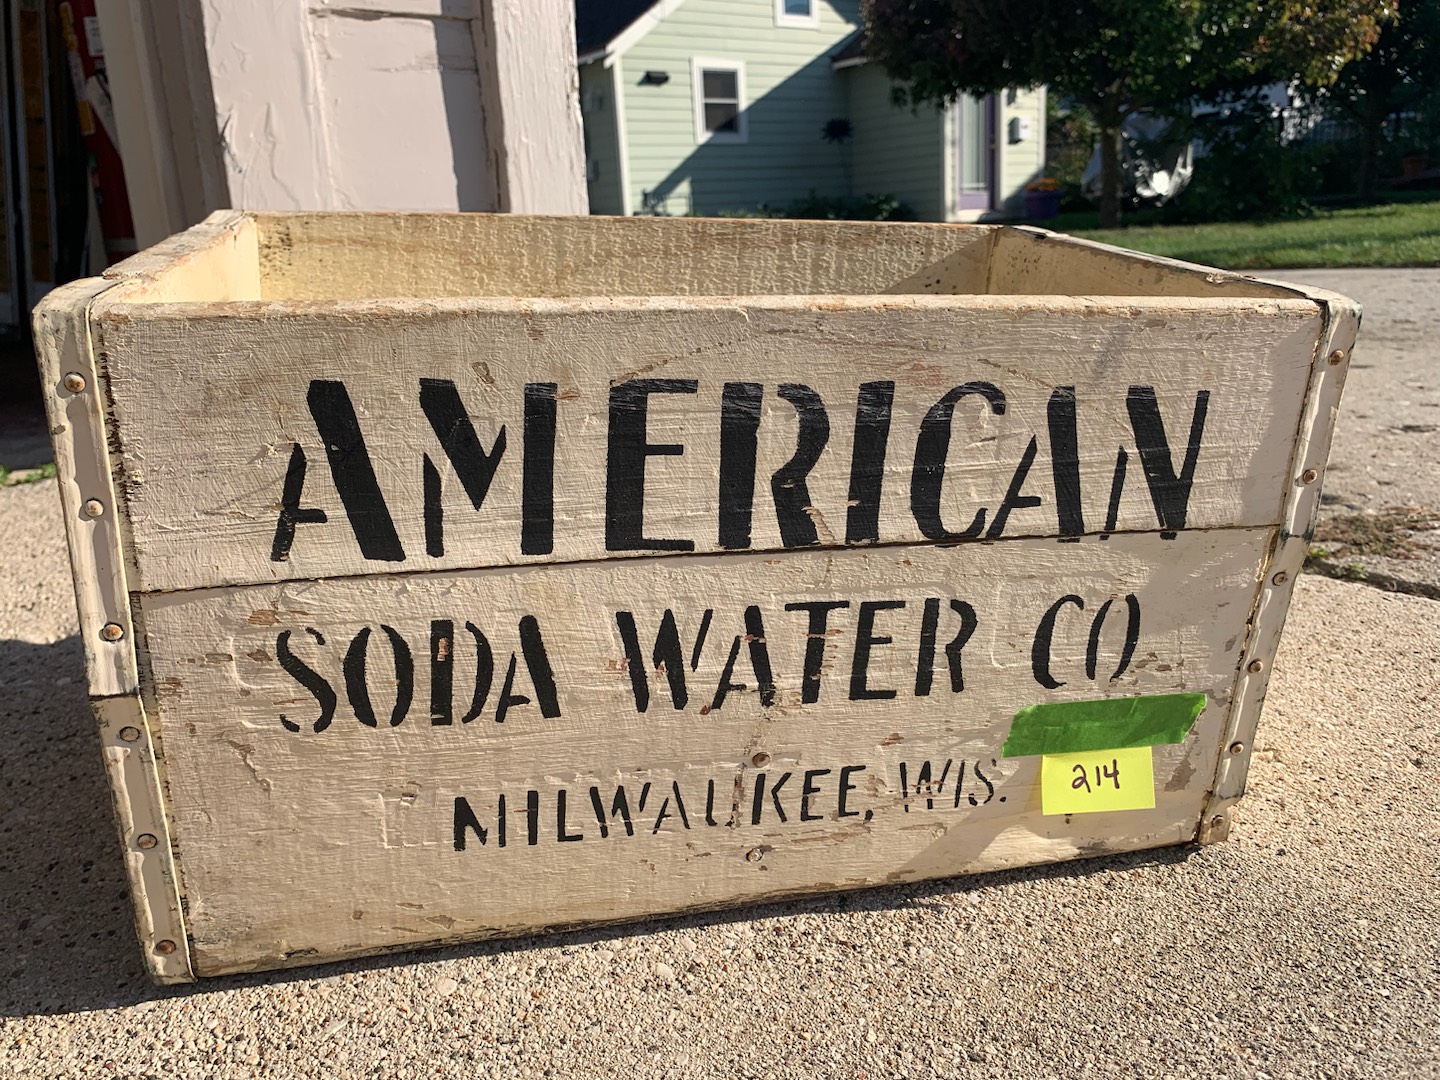 AMERICAN
SODA WATER CO
MILWAUKEE, WIS.
214